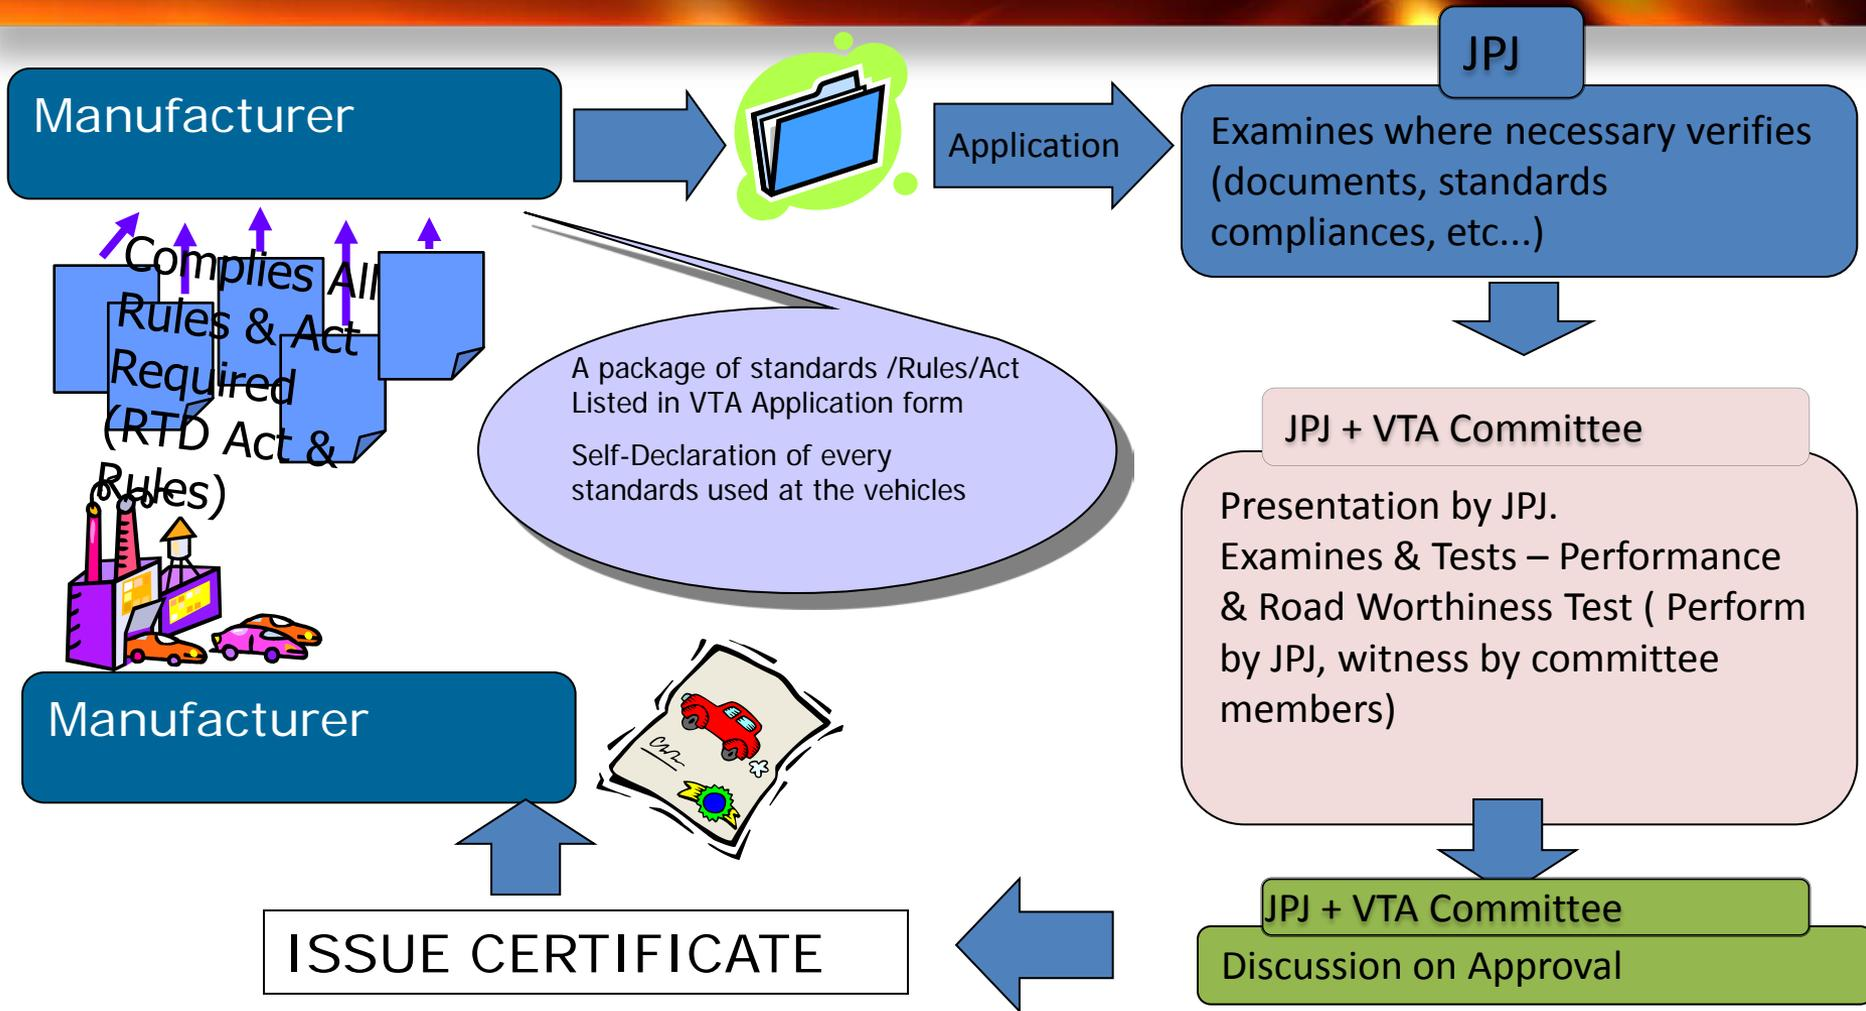 JPJ
Manufacturer
Application
Examines where necessary verifies
(documents, standards
compliances, etc...)
Complies All
Rules & Act
Required
(RTD Act &
Rules)
A package of standards /Rules/Act
Listed in VTA Application form
Self-Declaration of every
standards used at the vehicles
JPJ + VTA Committee
Presentation by JPJ.
Examines & Tests – Performance
& Road Worthiness Test ( Perform
by JPJ, witness by committee
members)
Manufacturer
JPJ + VTA Committee
Discussion on Approval
ISSUE CERTIFICATE